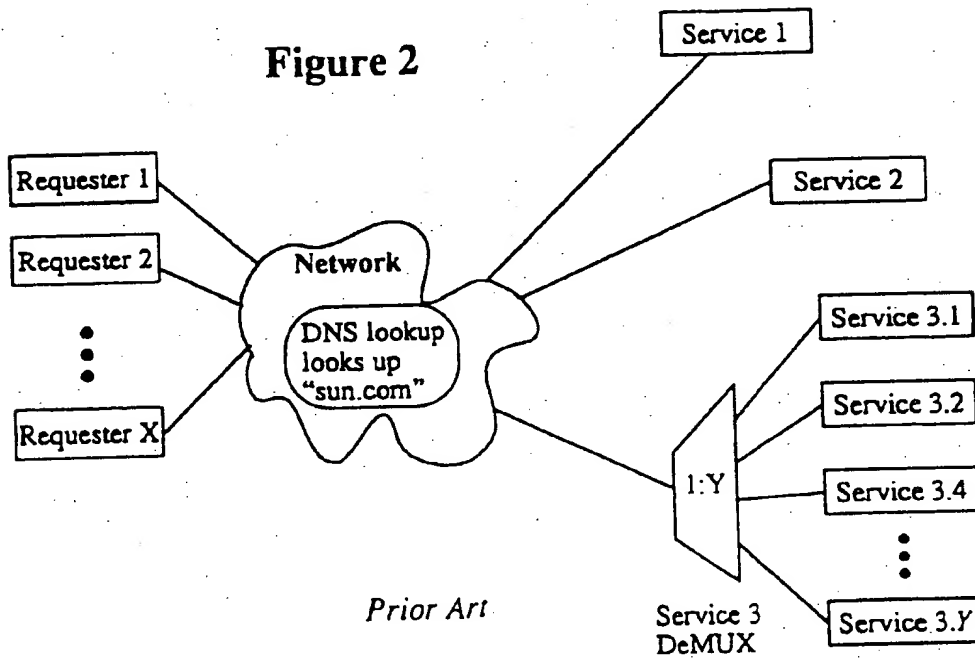 Figure 2
Service 1
Requester 1
Service 2
Requester 2
Network
DNS lookup
looks up
"sun.com"
Service 3.1
Requester X
Service 3.2
1:Y
Service 3.4
Prior Art
Service 3
DeMUX
Service 3.Y